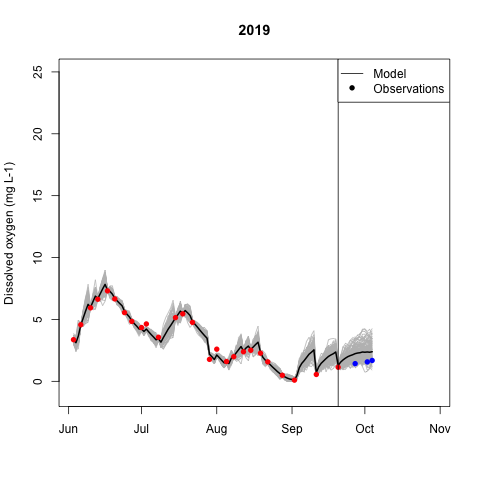 2019
Model
Observations
Dissolved oxygen (mg L-1)
25
20
15
10
5
0
Jun Jul Aug Sep Oct Nov